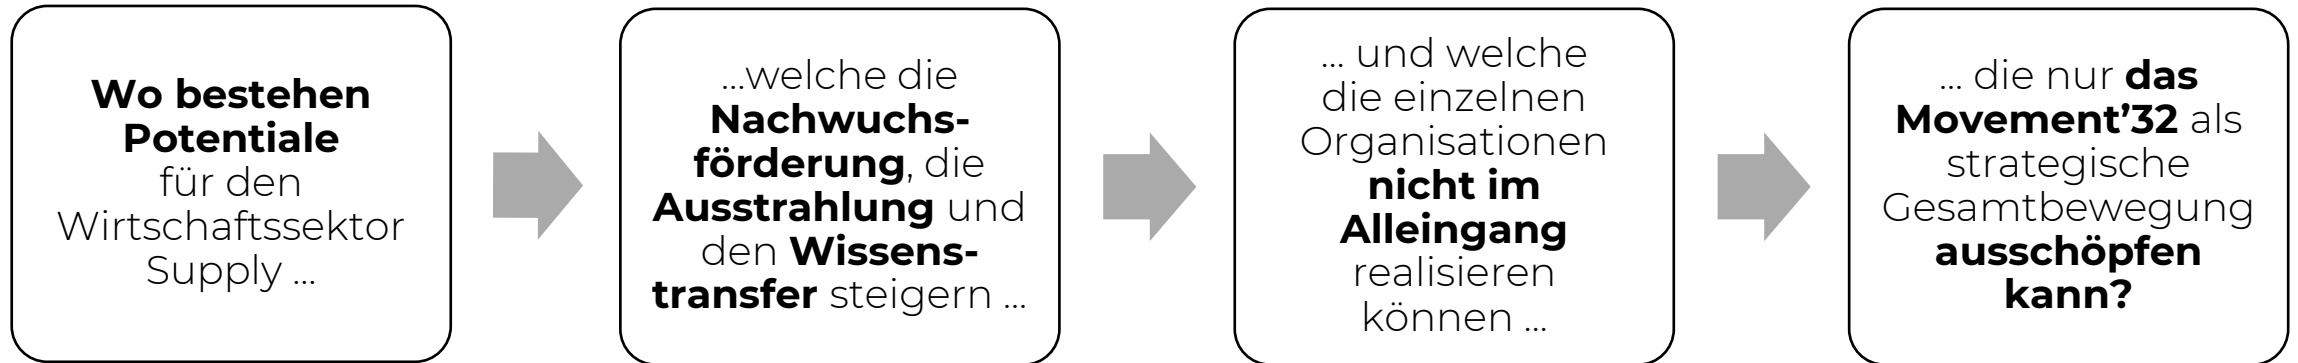 Wo bestehen
Potentiale
für den
Wirtschaftssektor
Supply ...
...welche die
Nachwuchs-
förderung, die
Ausstrahlung und
den Wissens-
transfer steigern ...
... und welche
die einzelnen
Organisationen
nicht im
Alleingang
realisieren
können ...
... die nur das
Movement’32 als
strategische
Gesamtbewegung
ausschöpfen
kann?